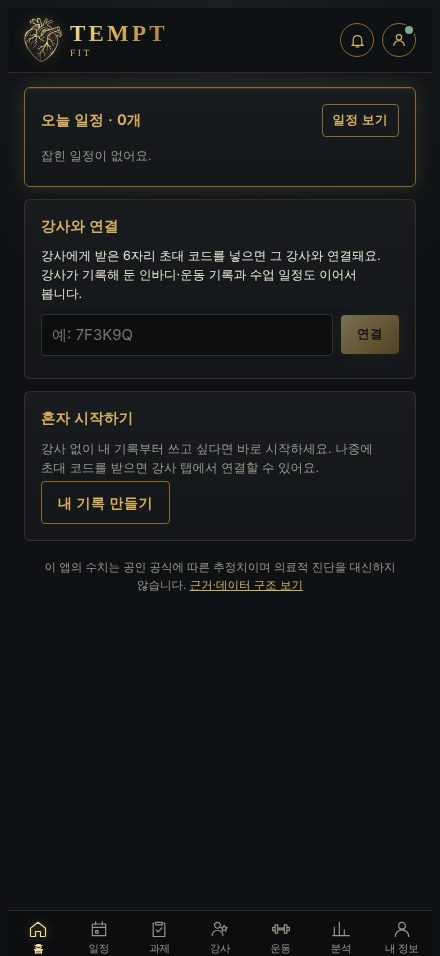 TEMPT
FIT
오늘 일정 · 0개
일정 보기
잡힌 일정이 없어요.
강사와 연결
강사에게 받은 6자리 초대 코드를 넣으면 그 강사와 연결돼요.
강사가 기록해 둔 인바디·운동 기록과 수업 일정도 이어서
봅니다.
예: 7F3K9Q
연결
혼자 시작하기
강사 없이 내 기록부터 쓰고 싶다면 바로 시작하세요. 나중에
초대 코드를 받으면 강사 탭에서 연결할 수 있어요.
내 기록 만들기
이 앱의 수치는 공인 공식에 따른 추정치이며 의료적 진단을 대신하지
않습니다. 근거·데이터 구조 보기
홈
일정
과제
강사
운동
분석
내 정보